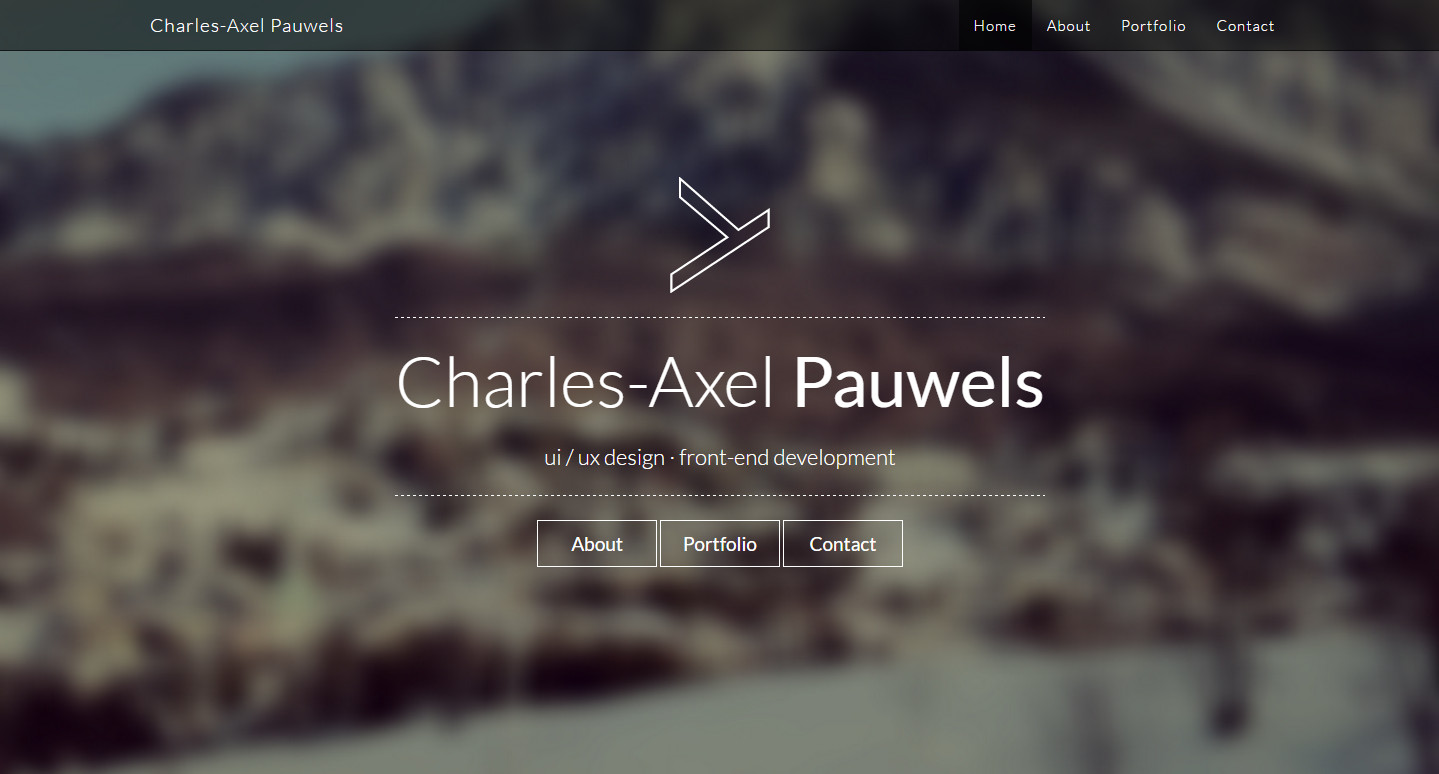 Charles-Axel Pauwels
Home About Portfolio Contact
Charles-Axel Pauwels
ui / ux design · front-end development
About Portfolio Contact